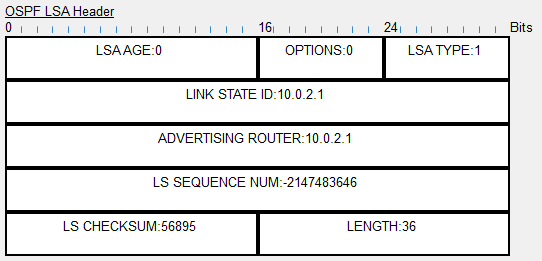 OSPF LSA Header
0 16 24 Bits
LSA AGE:0 OPTIONS:0 LSA TYPE:1
LINK STATE ID:10.0.2.1
ADVERTISING ROUTER:10.0.2.1
LS SEQUENCE NUM:-2147483646
LS CHECKSUM:56895 LENGTH:36